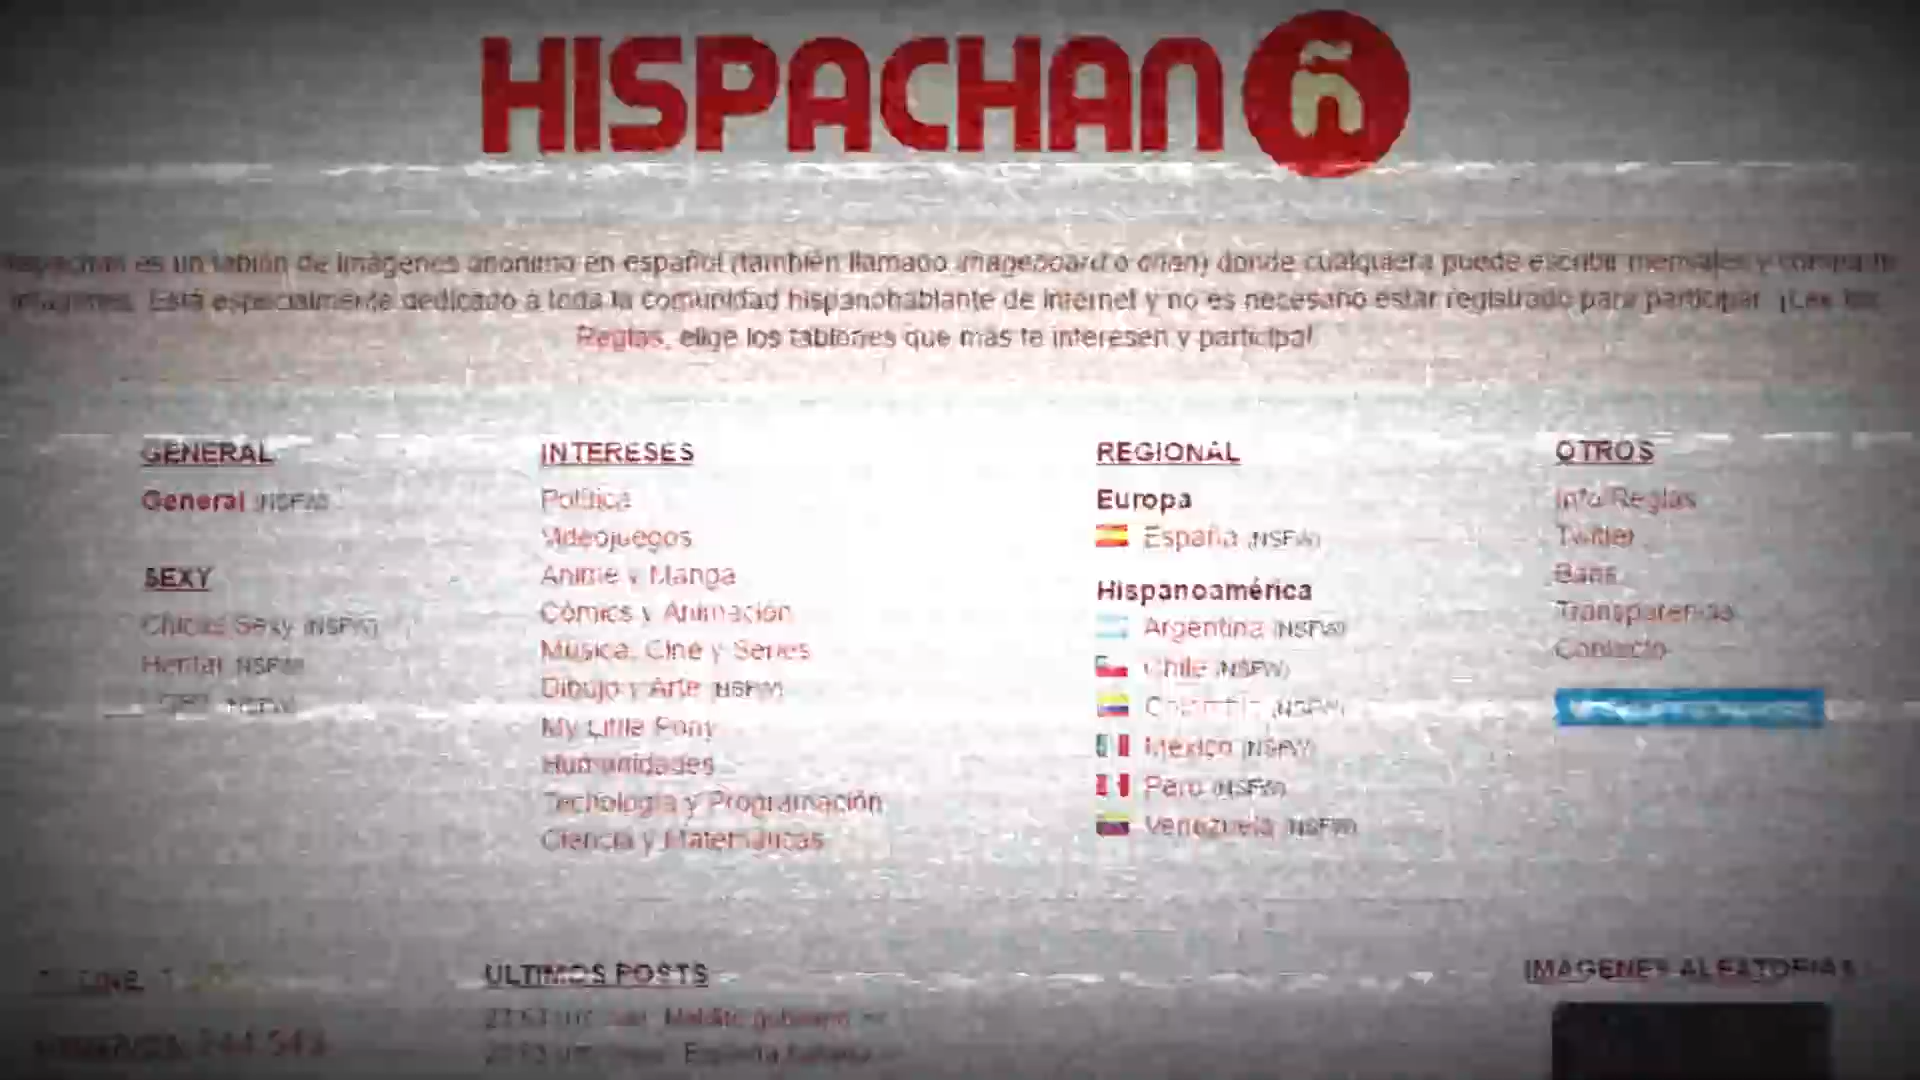 HISPACHAN ñ
es un tablón de imágenes anónimo en español (también llamado imageboard o chan) donde cualquiera puede escribir mensajes y
Está especialmente dedicado a toda la comunidad hispanohablante de internet y no es necesario estar registrado para participar. ¡Lee las
Reglas, elige los tablones que más te interesen y participa!
GENERAL
General (NSFW)
SEXY
Chicas Sexy (NSFW)
Hentai (NSFW)
(NSFW)
INTERESES
Política
Videojuegos
Anime y Manga
Cómics y Animación
Música, Cine y Series
Dibujo y Arte (NSFW)
My Little Pony
Humanidades
Tecnología y Programación
Ciencia y Matemáticas
REGIONAL
Europa
España (NSFW)
Hispanoamérica
Argentina (NSFW)
Chile (NSFW)
Colombia (NSFW)
México (NSFW)
Perú (NSFW)
Venezuela (NSFW)
OTROS
Info/Reglas
Twitter
Bans
Transparencia
Contacto
ULTIMOS POSTS
IMAGENES ALEATORIAS